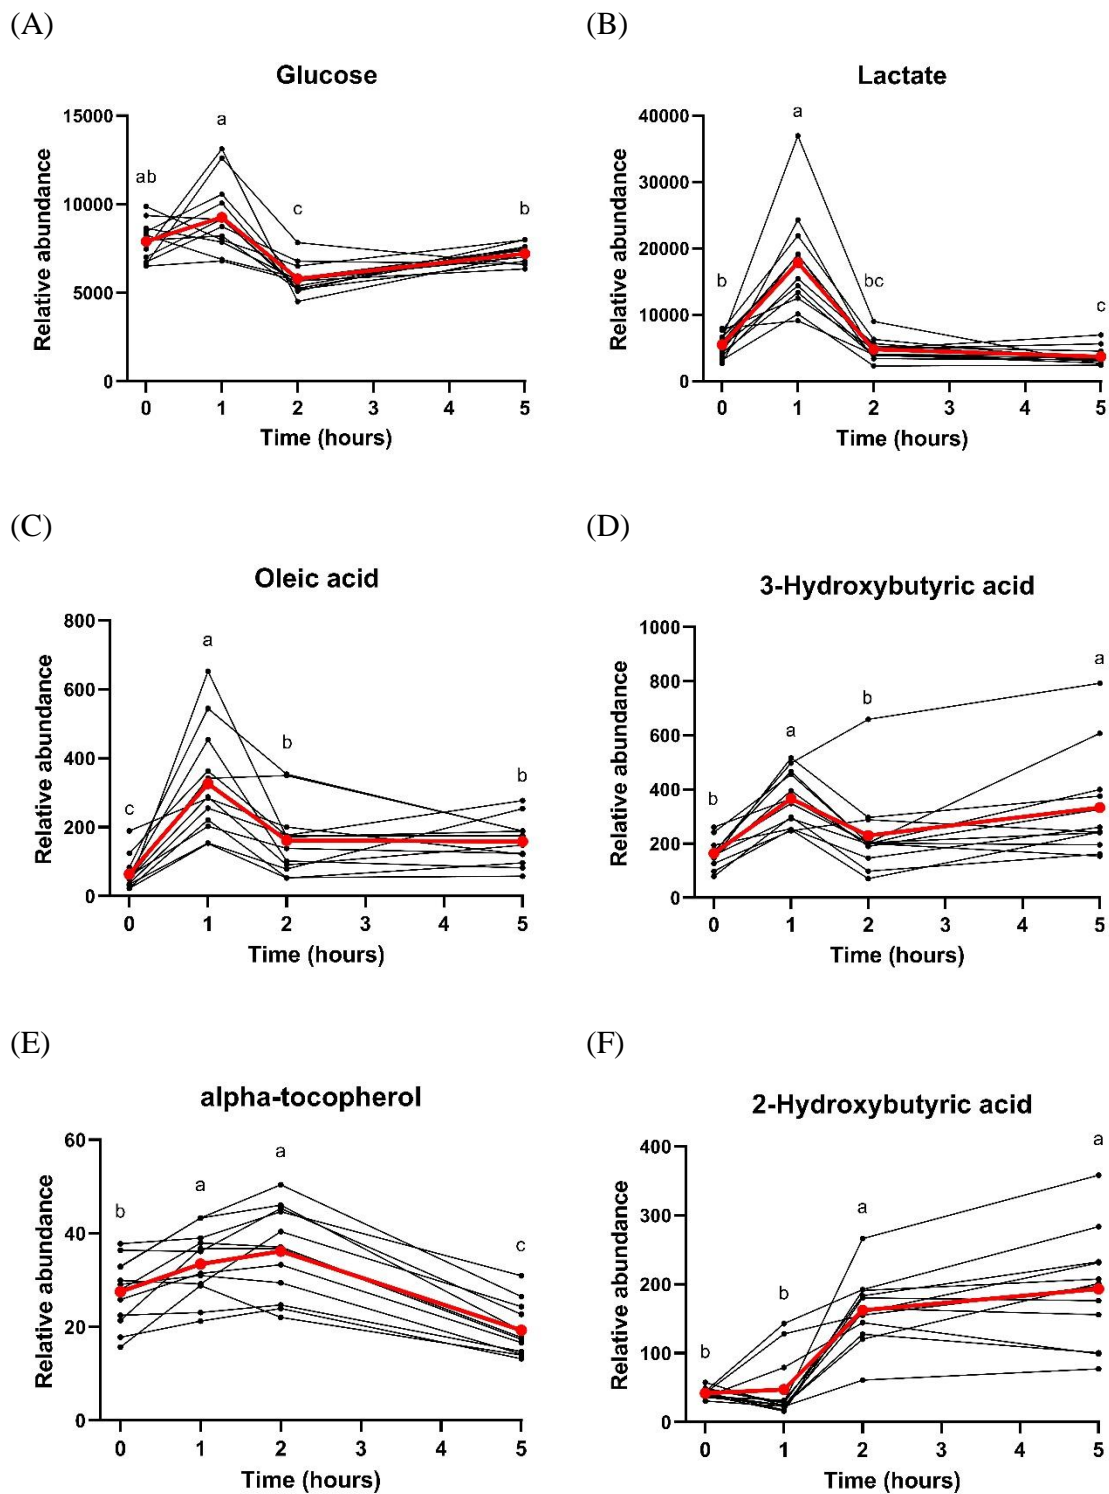 (A)
Glucose
Relative abundance
15000
10000
5000
0
ab
a
c
b
0 1 2 3 4 5
Time (hours)
(B)
Lactate
Relative abundance
40000
30000
20000
10000
0
b
a
bc
c
0 1 2 3 4 5
Time (hours)
(C)
Oleic acid
Relative abundance
800
600
400
200
0
c
a
b
b
0 1 2 3 4 5
Time (hours)
(D)
3-Hydroxybutyric acid
Relative abundance
1000
800
600
400
200
0
b
a
b
a
0 1 2 3 4 5
Time (hours)
(E)
alpha-tocopherol
Relative abundance
60
40
20
0
b
a
a
c
0 1 2 3 4 5
Time (hours)
(F)
2-Hydroxybutyric acid
Relative abundance
400
300
200
100
0
b
b
a
a
0 1 2 3 4 5
Time (hours)